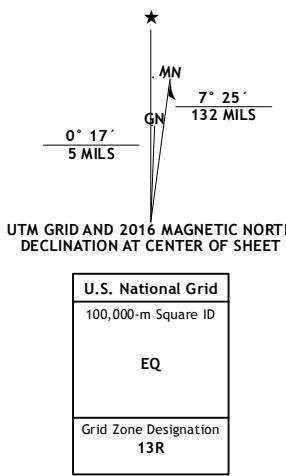 MN
GN
7° 25´
132 MILS
0° 17´
5 MILS
UTM GRID AND 2016 MAGNETIC NORTH
DECLINATION AT CENTER OF SHEET
U.S. National Grid
100,000-m Square ID
EQ
Grid Zone Designation
13R